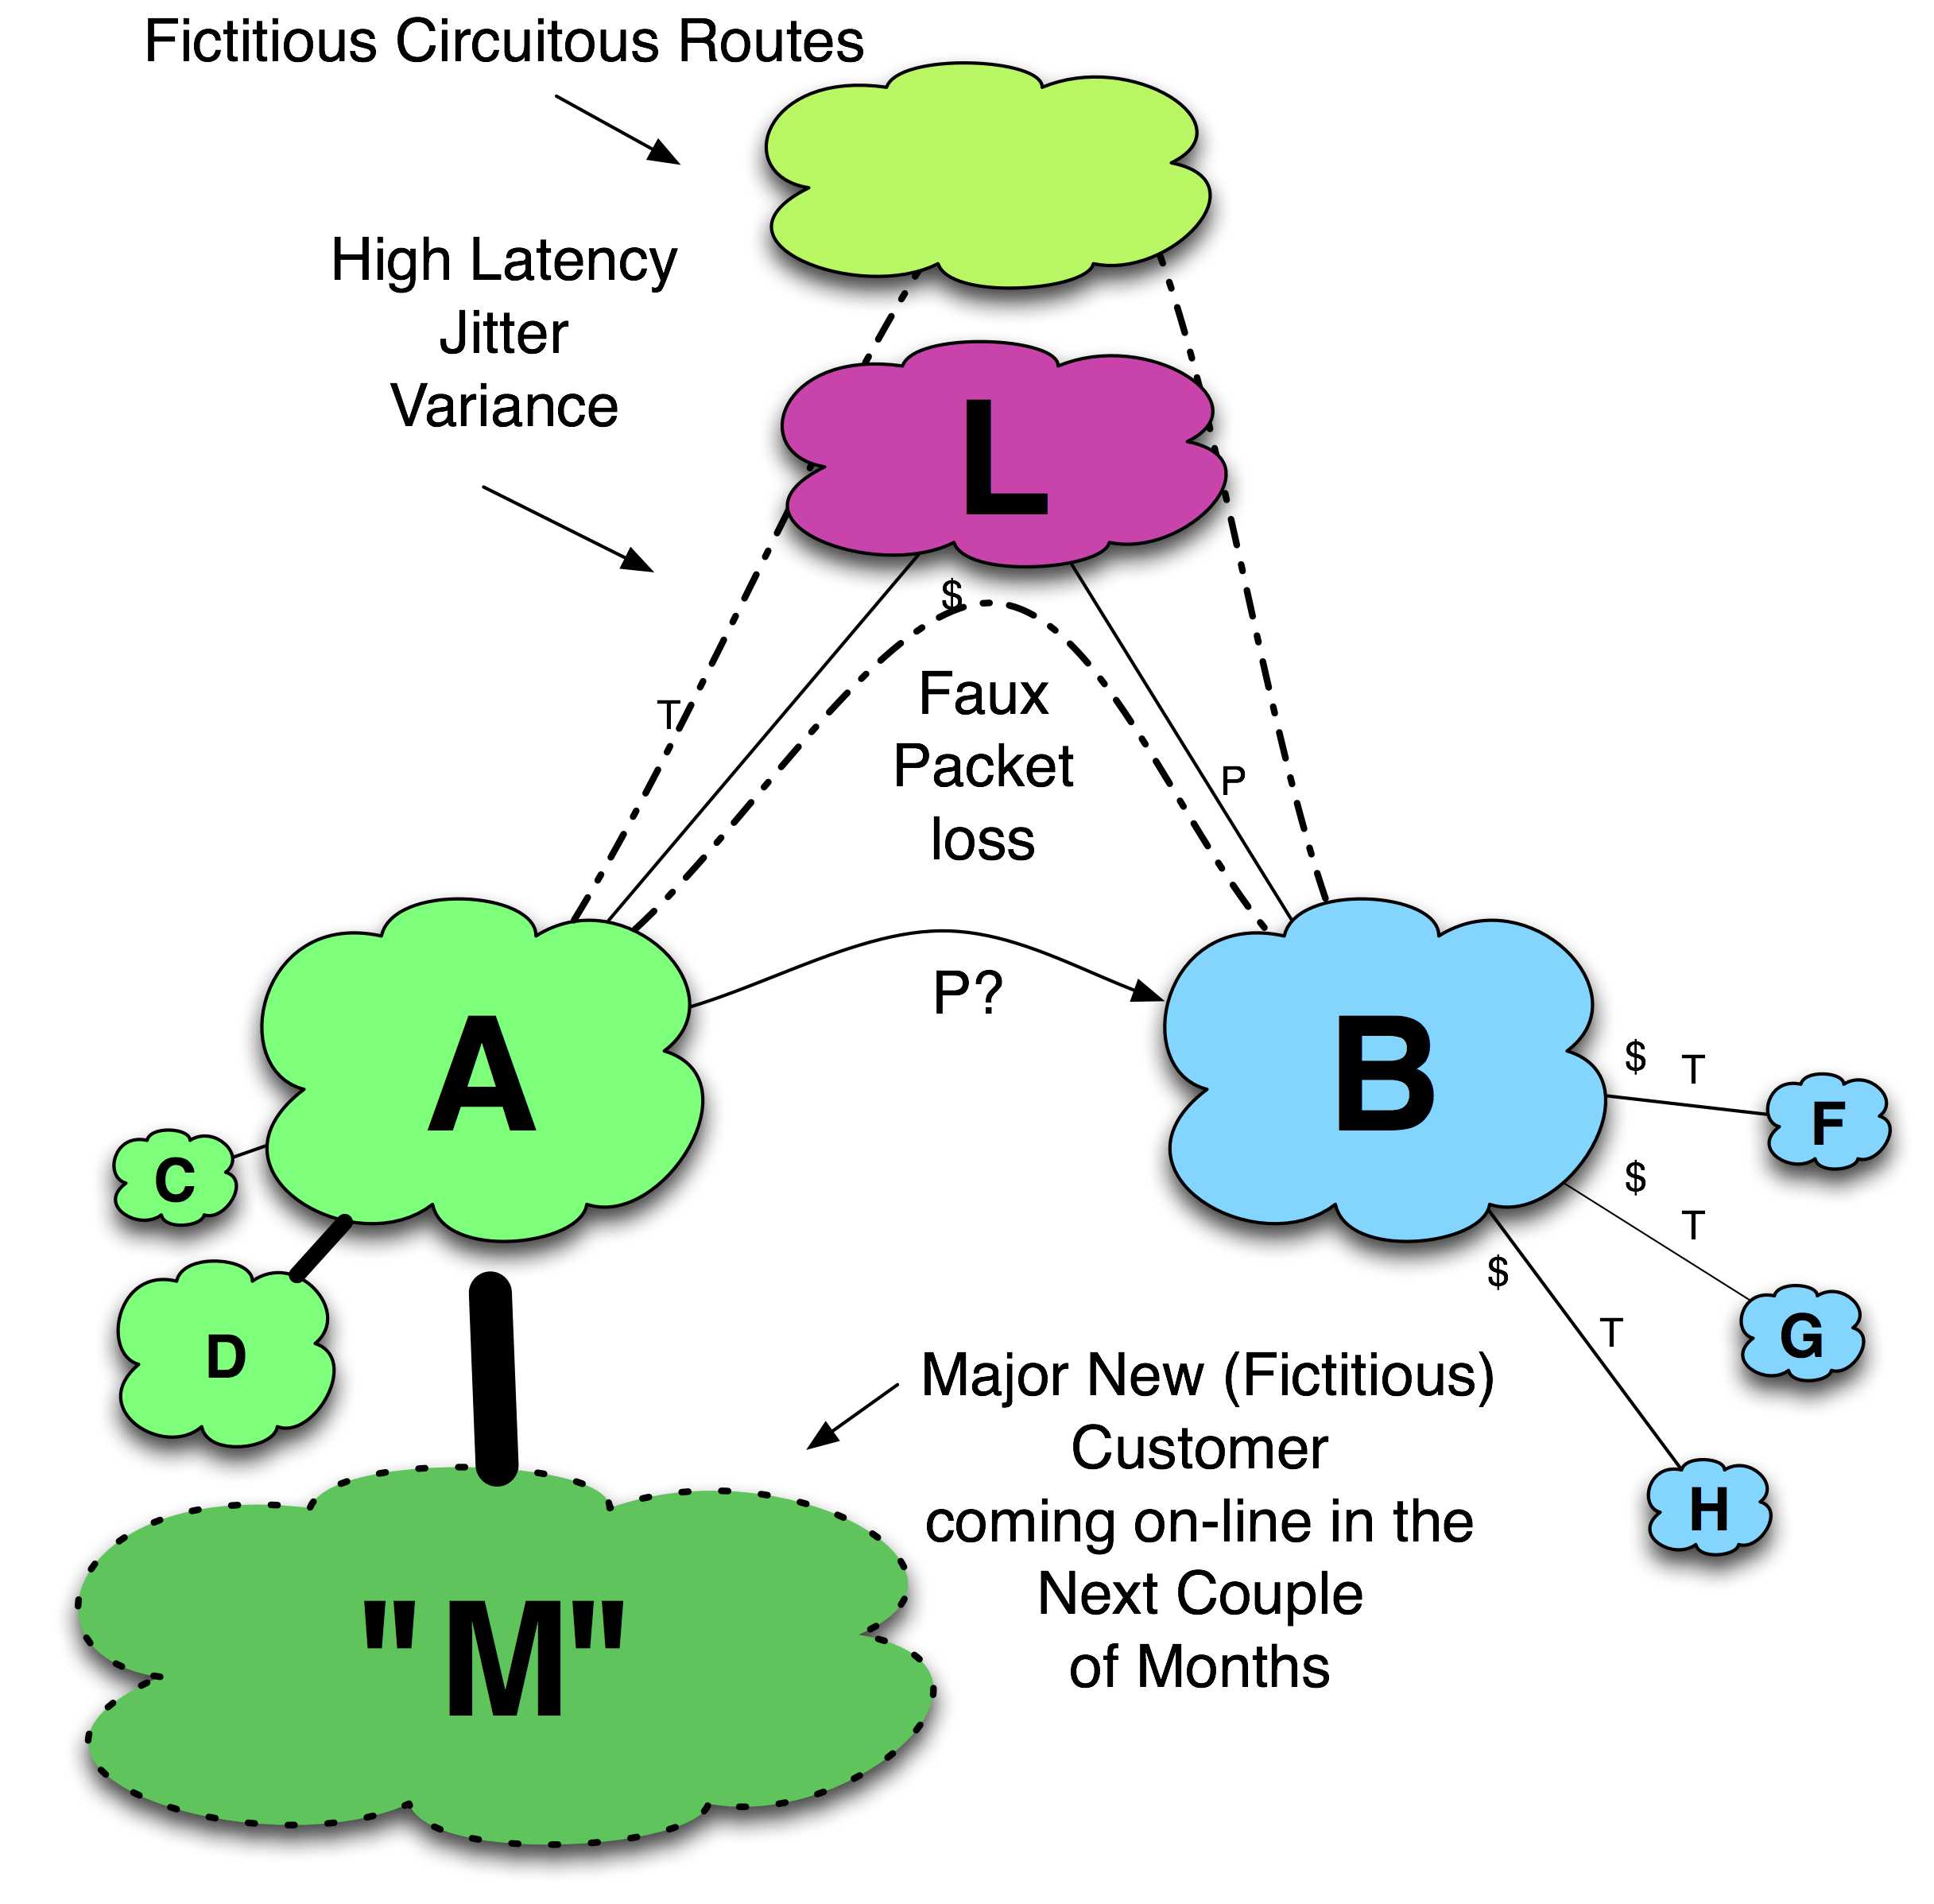 Fictitious Circuitous Routes
High Latency
Jitter
Variance
L
$
T
Faux
Packet
loss
P
P?
A
B
$
T
F
C
$
T
G
D
$
T
H
Major New (Fictitious)
Customer
coming on-line in the
Next Couple
of Months
"M"